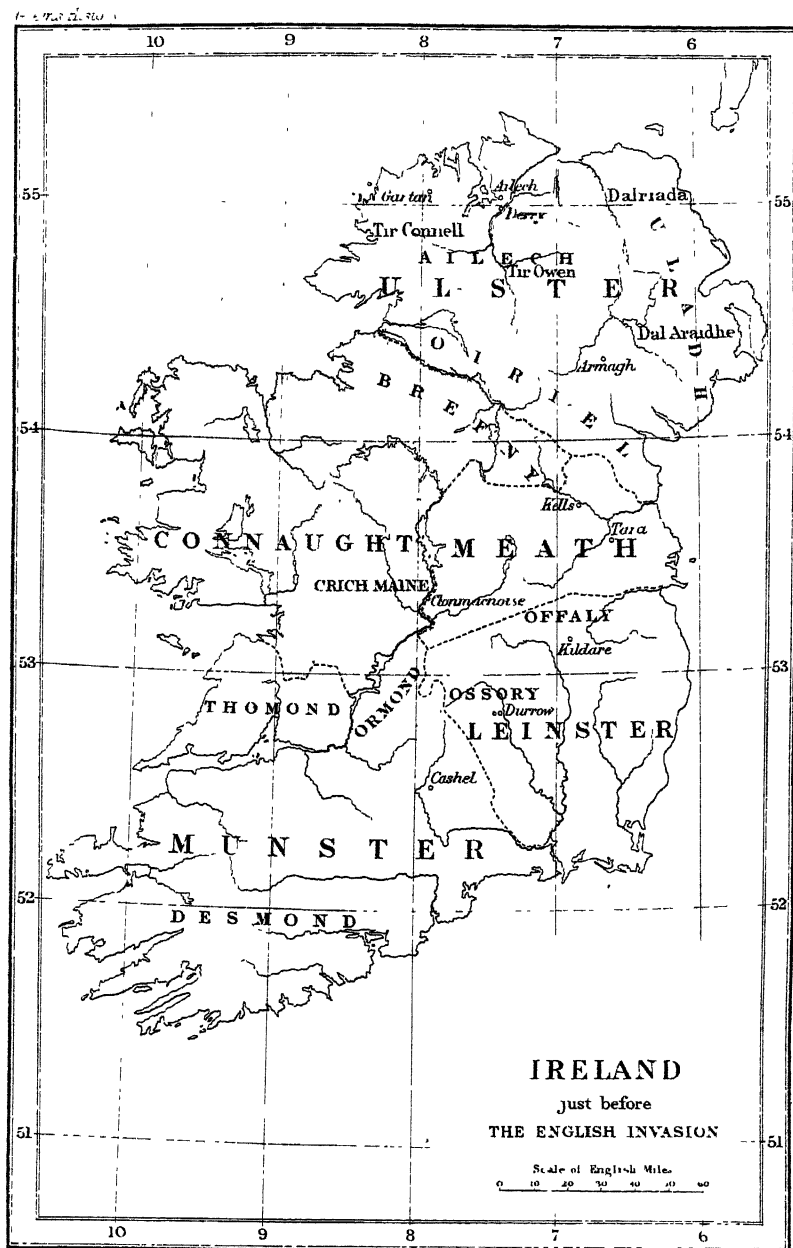 10 9 8 7 6
55 55
Gartan
Ailech
Derry
Dalriada
Tir Connell
AILECH
Tir Owen
ULSTER
ULADH
Dal Araidhe
OIRIEL
Armagh
BREFNY
54 54
Kells
Tara
CONNAUGHT
MEATH
CRICH MAINE
Clonmacnoise
OFFALY
Kildare
53 53
THOMOND
ORMOND
OSSORY
Durrow
LEINSTER
Cashel
MUNSTER
52 52
DESMOND
IRELAND
just before
THE ENGLISH INVASION
51 51
Scale of English Miles
0 10 20 30 40 50 60
10 9 8 7 6